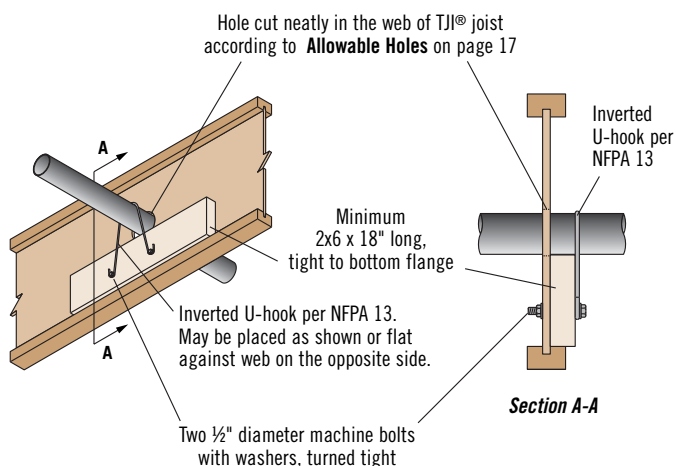 Hole cut neatly in the web of TJI® joist
according to Allowable Holes on page 17
A
A
Inverted
U-hook per
NFPA 13
Minimum
2x6 x 18" long,
tight to bottom flange
Inverted U-hook per NFPA 13.
May be placed as shown or flat
against web on the opposite side.
Section A-A
Two ½" diameter machine bolts
with washers, turned tight